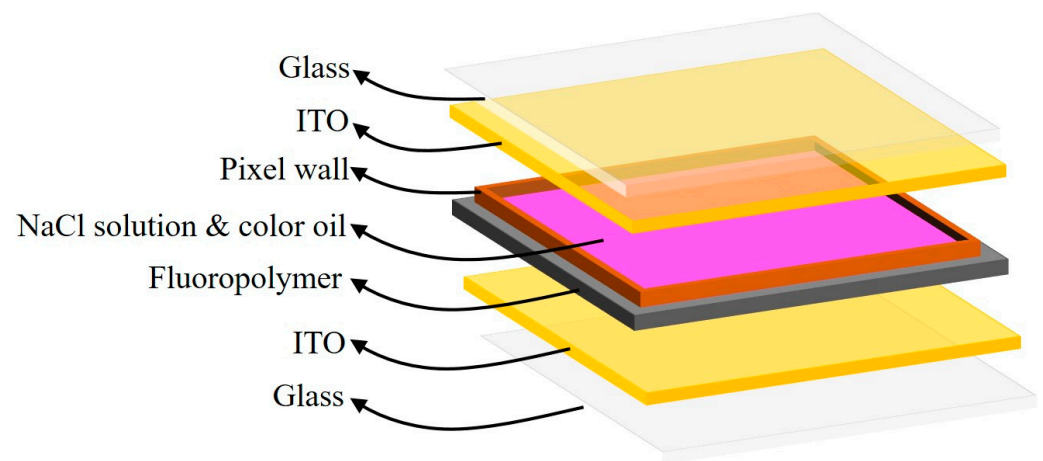 Glass
ITO
Pixel wall
NaCl solution & color oil
Fluoropolymer
ITO
Glass